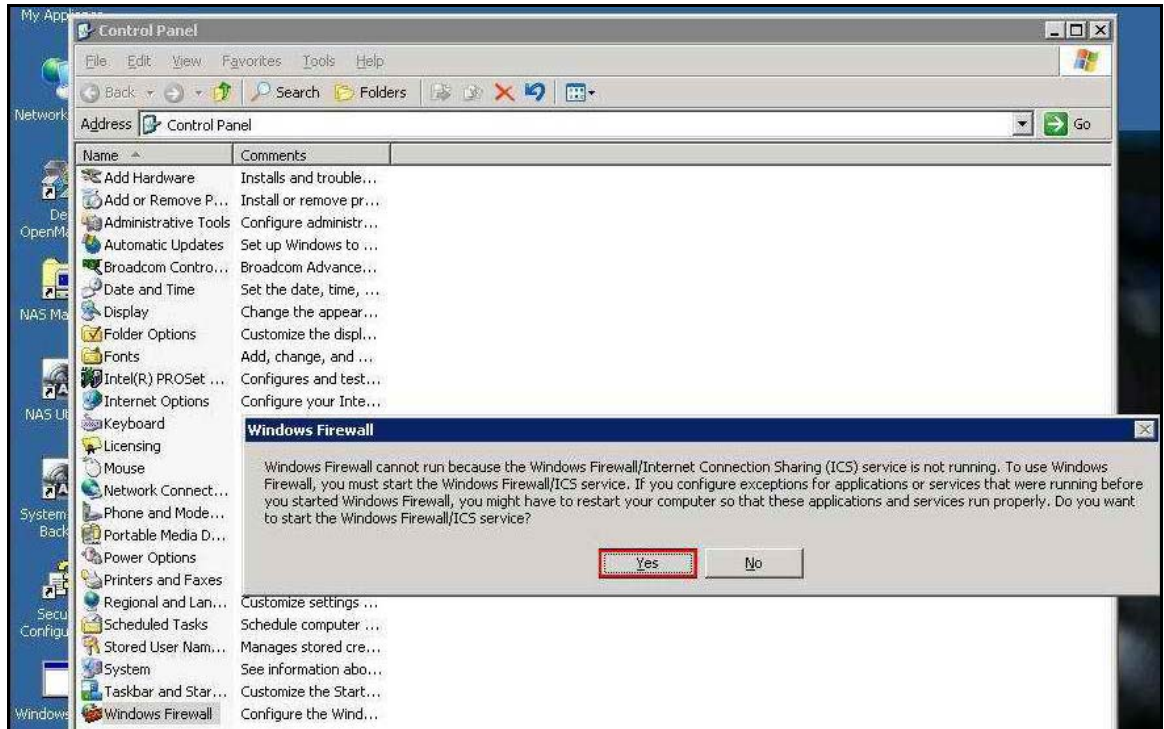 My App
Control Panel
File Edit View Favorites Tools Help
Back Search Folders
Network
Address Control Panel Go
Name Comments
Add Hardware Installs and trouble...
Add or Remove P... Install or remove pr...
De
Administrative Tools Configure administr...
OpenMa
Automatic Updates Set up Windows to ...
Broadcom Contro... Broadcom Advance...
Date and Time Set the date, time, ...
NAS Ma
Display Change the appear...
Folder Options Customize the displ...
Fonts Add, change, and ...
Intel(R) PROSet ... Configures and test...
Internet Options Configure your Inte...
NAS Ut
Keyboard
Windows Firewall
Licensing
Mouse
Windows Firewall cannot run because the Windows Firewall/Internet Connection Sharing (ICS) service is not running. To use Windows
Firewall, you must start the Windows Firewall/ICS service. If you configure exceptions for applications or services that were running before
you started Windows Firewall, you might have to restart your computer so that these applications and services run properly. Do you want
to start the Windows Firewall/ICS service?
Network Connect...
Phone and Mode...
System
Back
Portable Media D...
Power Options
Yes No
Printers and Faxes
Regional and Lan... Customize settings ...
Secu
Configu
Scheduled Tasks Schedule computer ...
Stored User Nam... Manages stored cre...
System See information abo...
Taskbar and Star... Customize the Start...
Windows
Windows Firewall Configure the Wind...